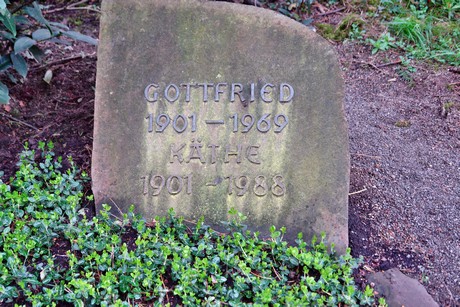 GOTTFRIED
1901 – 1969
KÄTHE
1901 – 1988